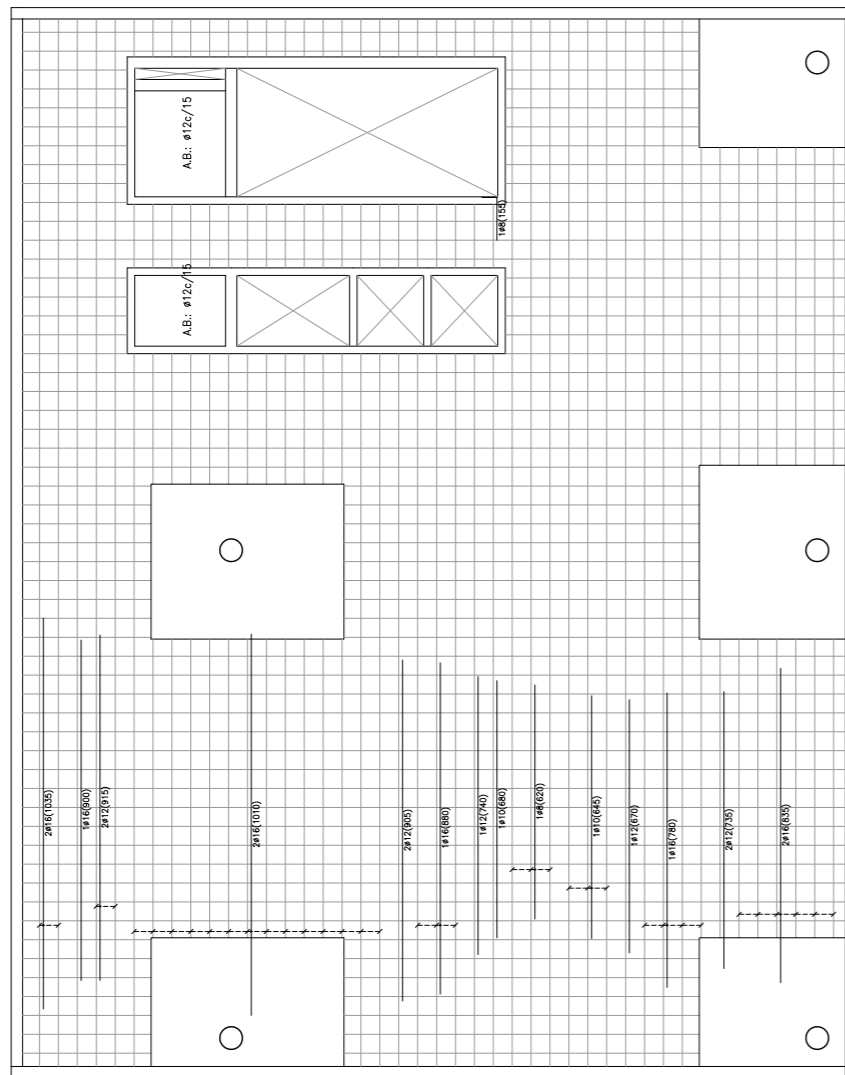 A.B.: ø12c/15
1ø8(155)
A.B.: ø12c/15
2ø16(1035)
1ø16(900)
2ø12(915)
2ø16(1010)
2ø12(905)
1ø16(880)
1ø12(740)
1ø10(680)
1ø8(620)
1ø10(645)
1ø12(670)
1ø16(780)
2ø12(735)
2ø16(835)